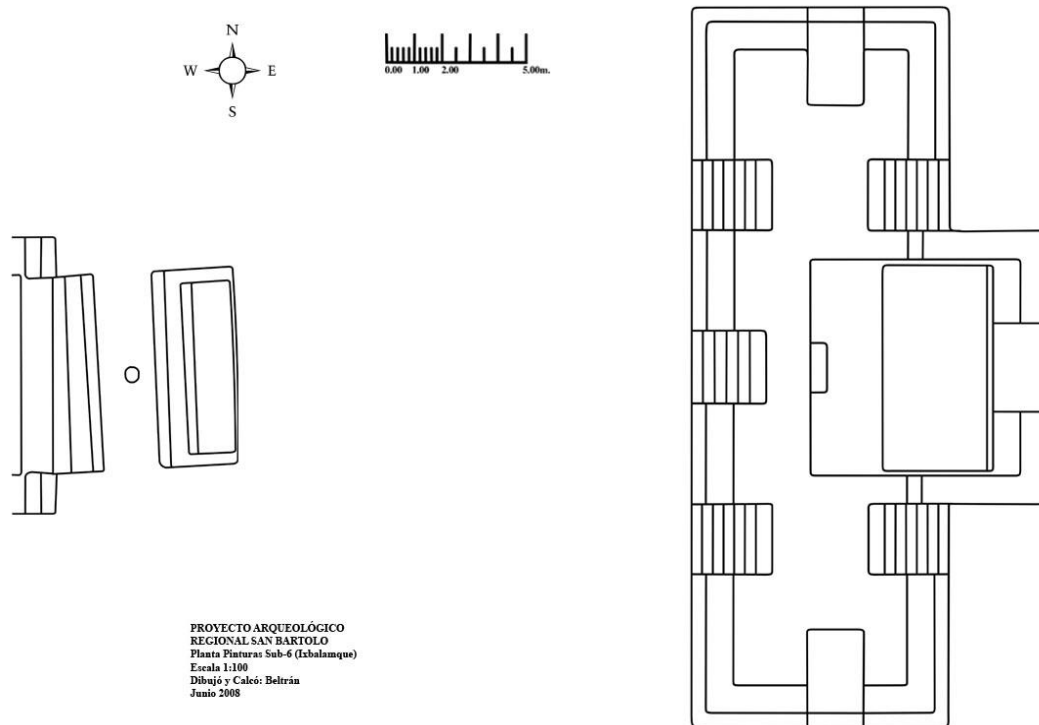 N
W E
S
0.00 1.00 2.00 5.00m.
PROYECTO ARQUEOLÓGICO
REGIONAL SAN BARTOLO
Planta Pinturas Sub-6 (Ixbalamque)
Escala 1:100
Dibujó y Calcó: Beltrán
Junio 2008